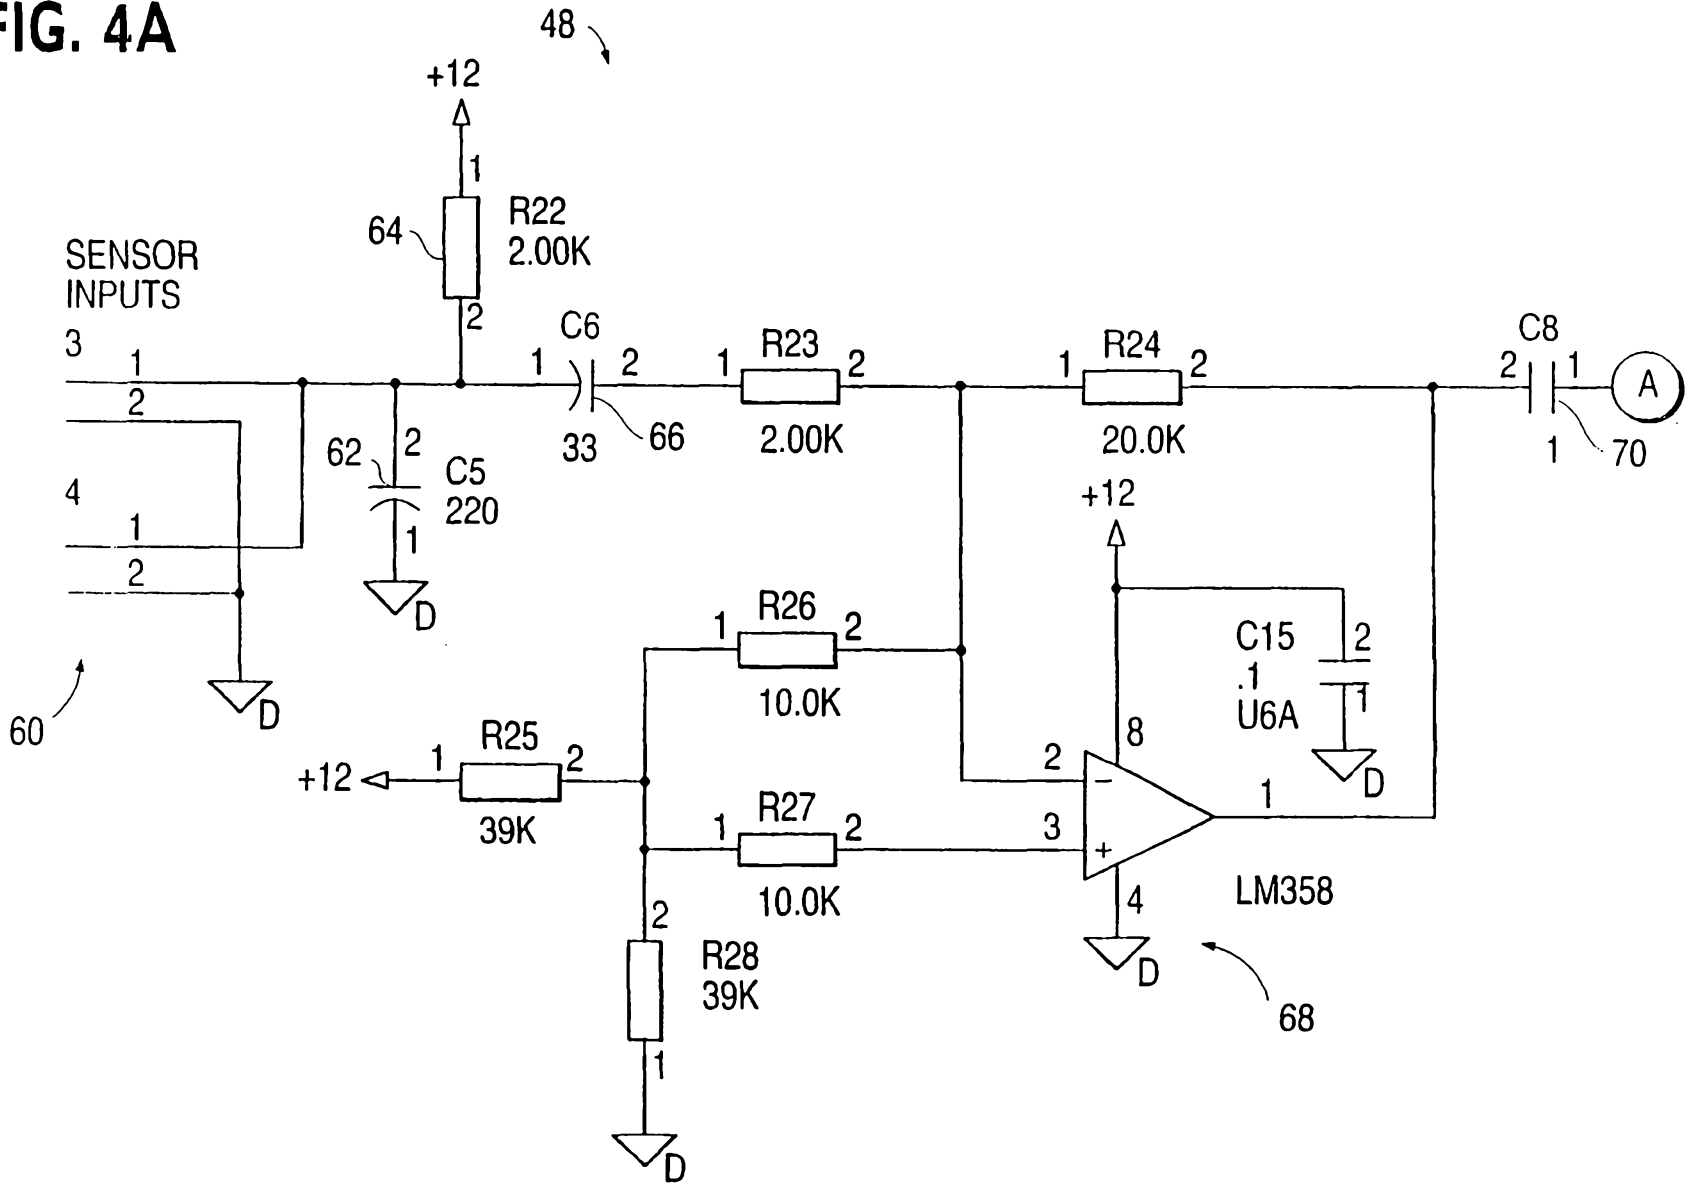 FIG. 4A
48
+12
1
64
R22
2.00K
2
SENSOR
INPUTS
3
1
2
4
1
2
60
D
62
2
C5
220
1
D
C6
1
2
33
66
R23
1
2
2.00K
R24
1
2
20.0K
C8
2
1
A
1
70
+12
C15
.1
U6A
2
1
D
R26
1
2
10.0K
R25
+12
1
2
39K
R27
1
2
10.0K
2
R28
39K
1
D
8
2
−
3
+
1
4
D
LM358
68